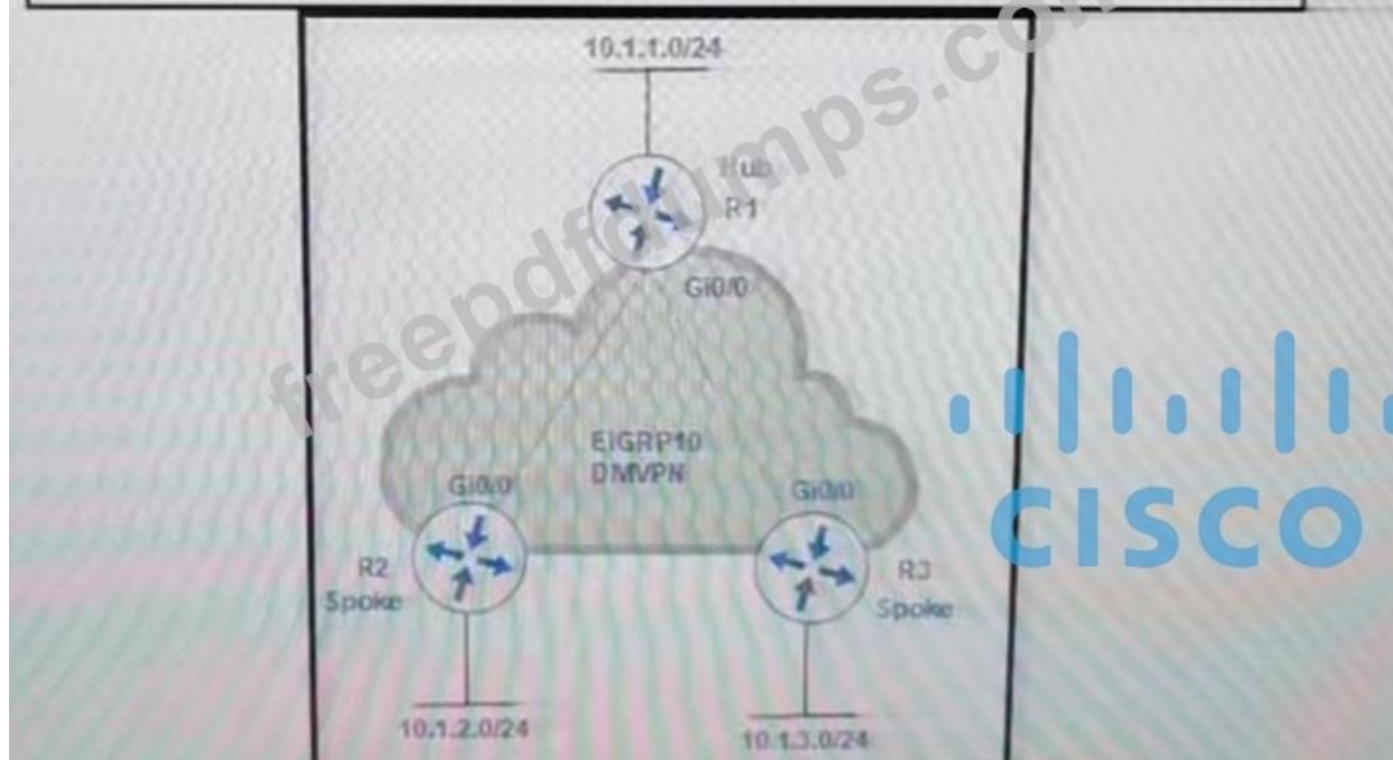 10.1.1.0/24
Hub
R1
Gi0/0
EIGRP10
DMVPN
Gi0/0
Gi0/0
R2
Spoke
R3
Spoke
10.1.2.0/24
10.1.3.0/24
freepdfdumps.com
CISCO